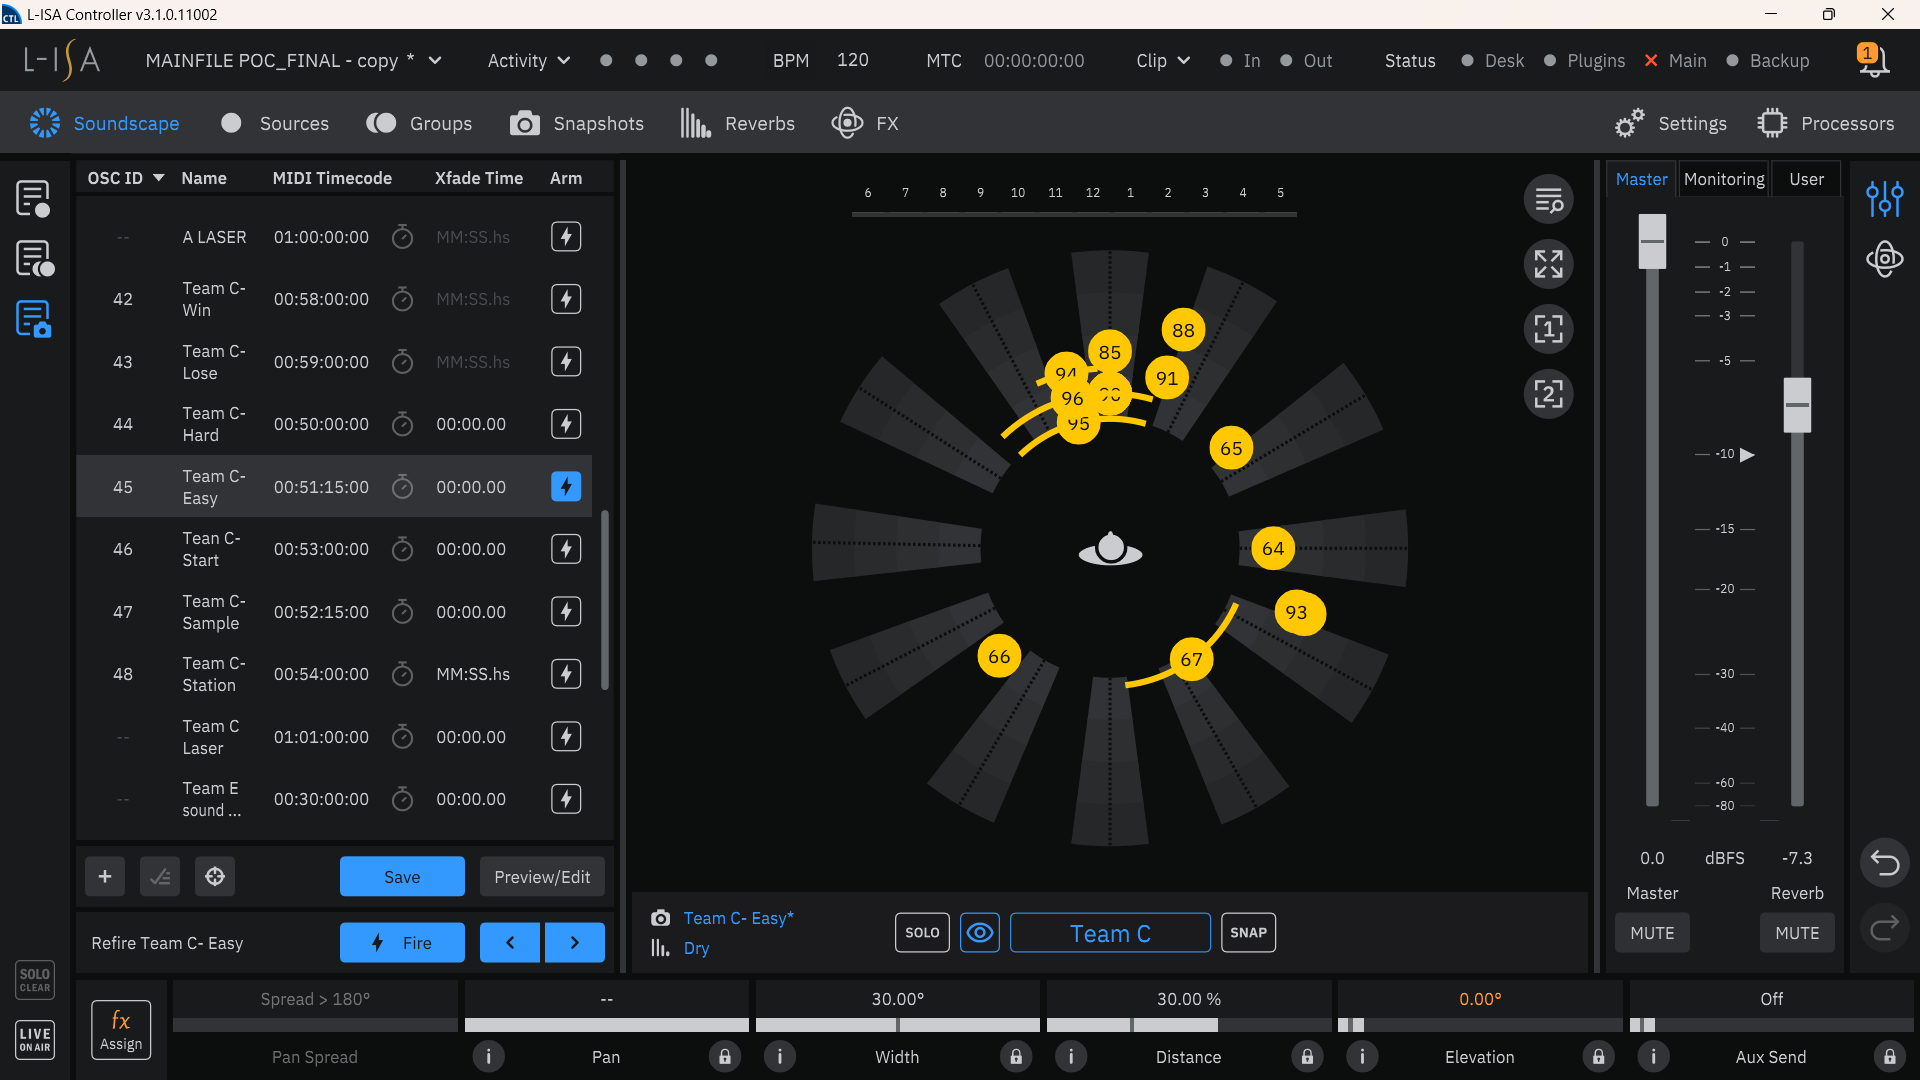 CTL L-ISA Controller v3.1.0.11002
L-ISA MAINFILE POC_FINAL - copy * Activity BPM 120 MTC 00:00:00:00 Clip In Out Status Desk Plugins Main Backup 1
Soundscape Sources Groups Snapshots Reverbs FX Settings Processors
OSC ID Name MIDI Timecode Xfade Time Arm
-- A LASER 01:00:00:00 MM:SS.hs
42 Team C- Win 00:58:00:00 MM:SS.hs
43 Team C- Lose 00:59:00:00 MM:SS.hs
44 Team C- Hard 00:50:00:00 00:00.00
45 Team C- Easy 00:51:15:00 00:00.00
46 Tean C- Start 00:53:00:00 00:00.00
47 Team C- Sample 00:52:15:00 00:00.00
48 Team C- Station 00:54:00:00 MM:SS.hs
-- Team C Laser 01:01:00:00 00:00.00
-- Team E sound ... 00:30:00:00 00:00.00
+ Save Preview/Edit
Refire Team C- Easy Fire < >
6 7 8 9 10 11 12 1 2 3 4 5
88
85
94
91
96
95
65
64
93
66
67
1
2
Team C- Easy*
Dry
SOLO Team C SNAP
Master Monitoring User
0
-1
-2
-3
-5
-10
-15
-20
-30
-40
-60
-80
0.0 dBFS -7.3
Master Reverb
MUTE MUTE
SOLO CLEAR
LIVE ON AIR
fx Assign
Spread > 180° -- 30.00° 30.00 % 0.00° Off
Pan Spread i Pan i Width i Distance i Elevation i Aux Send